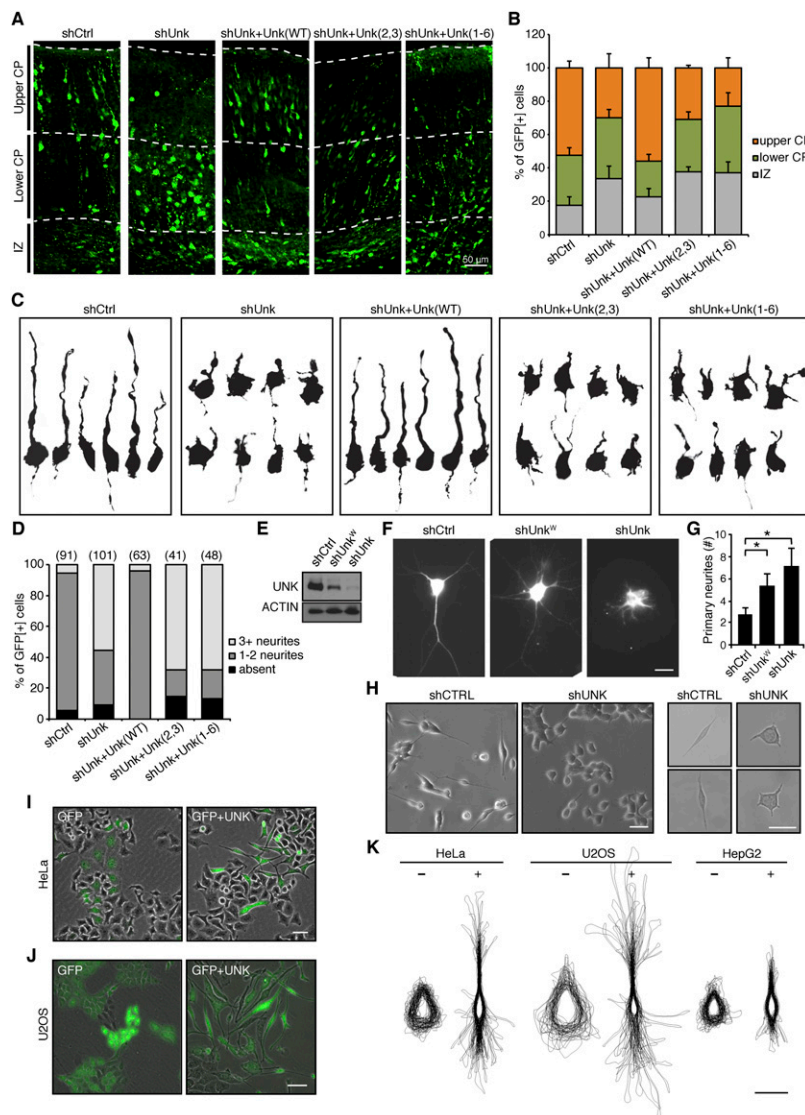 A
shCtrl shUnk shUnk+Unk(WT) shUnk+Unk(2,3) shUnk+Unk(1-6)
Upper CP
Lower CP
IZ
50 µm
B
% of GFP[+] cells
100
80
60
40
20
0
upper CP
lower CP
IZ
shCtrl
shUnk
shUnk+Unk(WT)
shUnk+Unk(2,3)
shUnk+Unk(1-6)
C
shCtrl shUnk shUnk+Unk(WT) shUnk+Unk(2,3) shUnk+Unk(1-6)
D
(91) (101) (63) (41) (48)
% of GFP[+] cells
100
80
60
40
20
0
3+ neurites
1-2 neurites
absent
shCtrl
shUnk
shUnk+Unk(WT)
shUnk+Unk(2,3)
shUnk+Unk(1-6)
E
shCtrl
shUnkᵂ
shUnk
UNK
ACTIN
F
shCtrl shUnkᵂ shUnk
G
Primary neurites (#)
10
8
6
4
2
0
*
*
shCtrl
shUnkᵂ
shUnk
H
shCTRL shUNK shCTRL shUNK
I
HeLa
GFP GFP+UNK
J
U2OS
GFP GFP+UNK
K
HeLa U2OS HepG2
− + − + − +